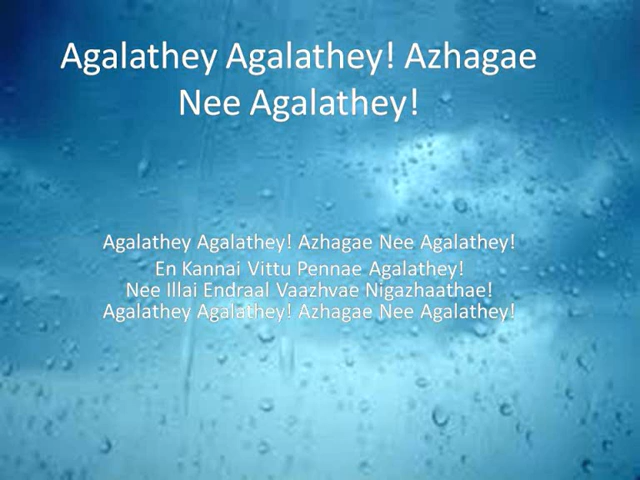 Agalathey Agalathey! Azhagae
Nee Agalathey!
Agalathey Agalathey! Azhagae Nee Agalathey!
En Kannai Vittu Pennae Agalathey!
Nee Illai Endraal Vaazhvae Nigazhaathae!
Agalathey Agalathey! Azhagae Nee Agalathey!